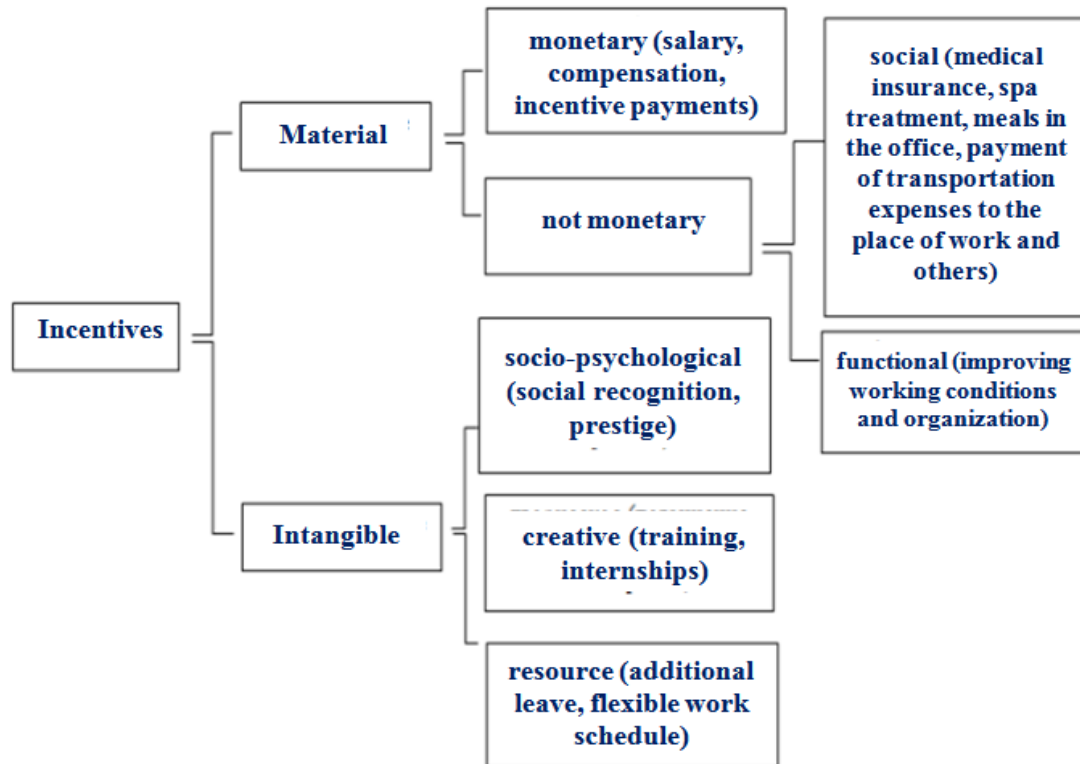 monetary (salary,
compensation,
incentive payments)
social (medical
insurance, spa
treatment, meals in
the office, payment
of transportation
expenses to the
place of work and
others)
Material
not monetary
Incentives
socio-psychological
(social recognition,
prestige)
functional (improving
working conditions
and organization)
Intangible
creative (training,
internships)
resource (additional
leave, flexible work
schedule)